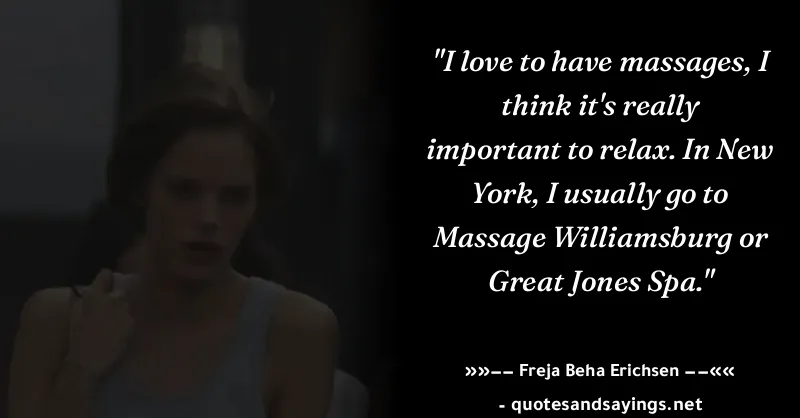 "I love to have massages, I
think it's really
important to relax. In New
York, I usually go to
Massage Williamsburg or
Great Jones Spa."
»»−− Freja Beha Erichsen −−««
- quotesandsayings.net